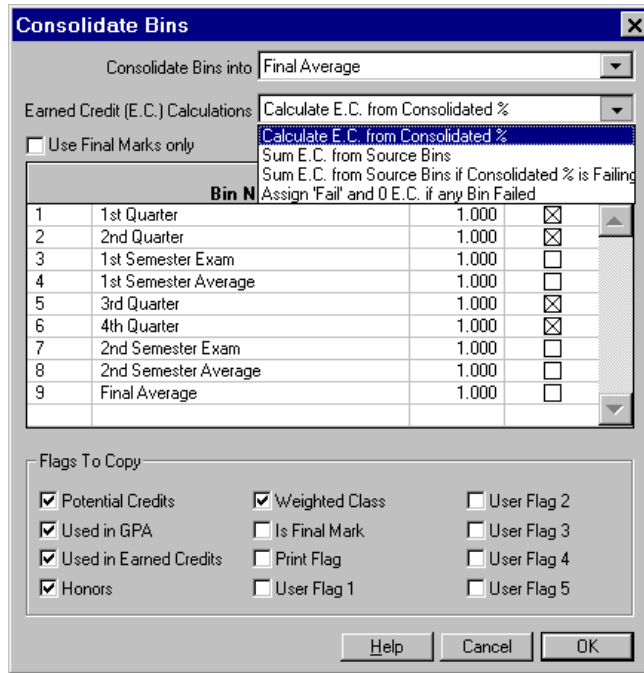 Consolidate Bins
Consolidate Bins into Final Average
Earned Credit (E.C.) Calculations Calculate E.C. from Consolidated %
Calculate E.C. from Consolidated %
Use Final Marks only
Sum E.C. from Source Bins
Sum E.C. from Source Bins if Consolidated % is Failing
Bin N
Assign 'Fail' and 0 E.C. if any Bin Failed
1 1st Quarter 1.000
2 2nd Quarter 1.000
3 1st Semester Exam 1.000
4 1st Semester Average 1.000
5 3rd Quarter 1.000
6 4th Quarter 1.000
7 2nd Semester Exam 1.000
8 2nd Semester Average 1.000
9 Final Average 1.000
Flags To Copy
Potential Credits Weighted Class User Flag 2
Used in GPA Is Final Mark User Flag 3
Used in Earned Credits Print Flag User Flag 4
Honors User Flag 1 User Flag 5
Help Cancel OK